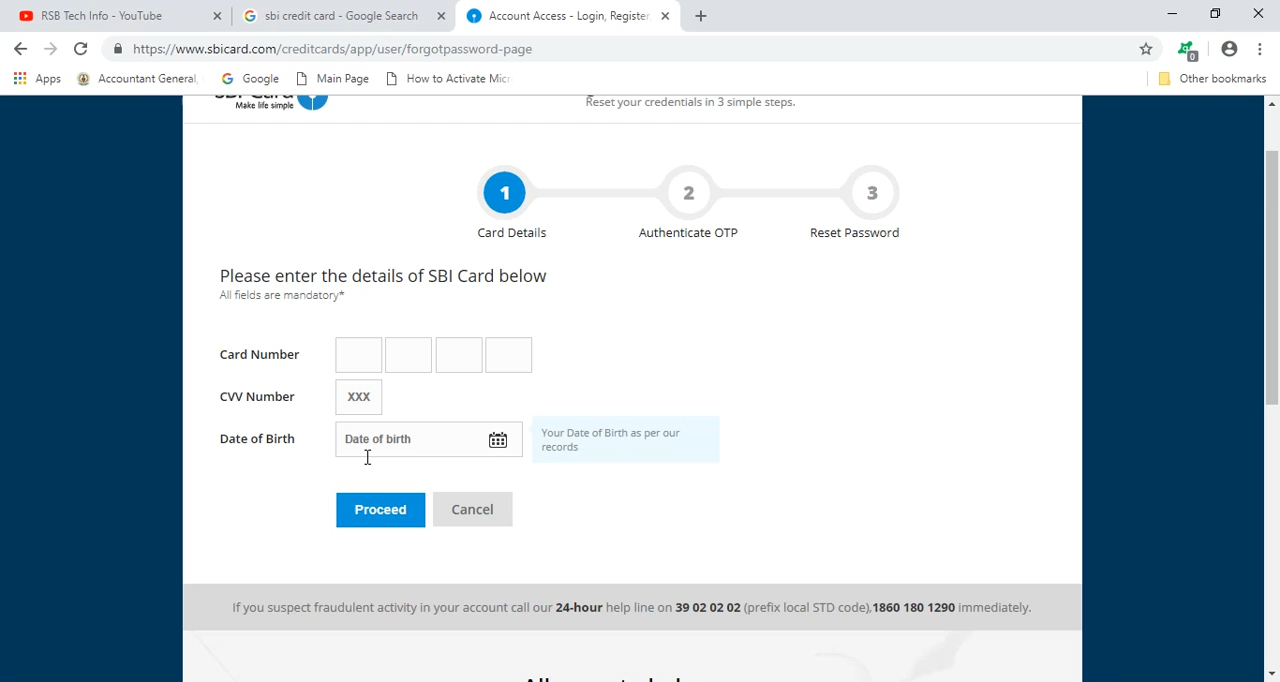 RSB Tech Info - YouTube
sbi credit card - Google Search
Account Access - Login, Register
https://www.sbicard.com/creditcards/app/user/forgotpassword-page
0
Apps
Accountant General,
Google
Main Page
How to Activate Micr
Other bookmarks
SBI Card
Make life simple
Reset your credentials in 3 simple steps.
1
2
3
Card Details
Authenticate OTP
Reset Password
Please enter the details of SBI Card below
All fields are mandatory*
Card Number
CVV Number
XXX
Date of Birth
Date of birth
Your Date of Birth as per our
records
Proceed
Cancel
If you suspect fraudulent activity in your account call our 24-hour help line on 39 02 02 02 (prefix local STD code),1860 180 1290 immediately.